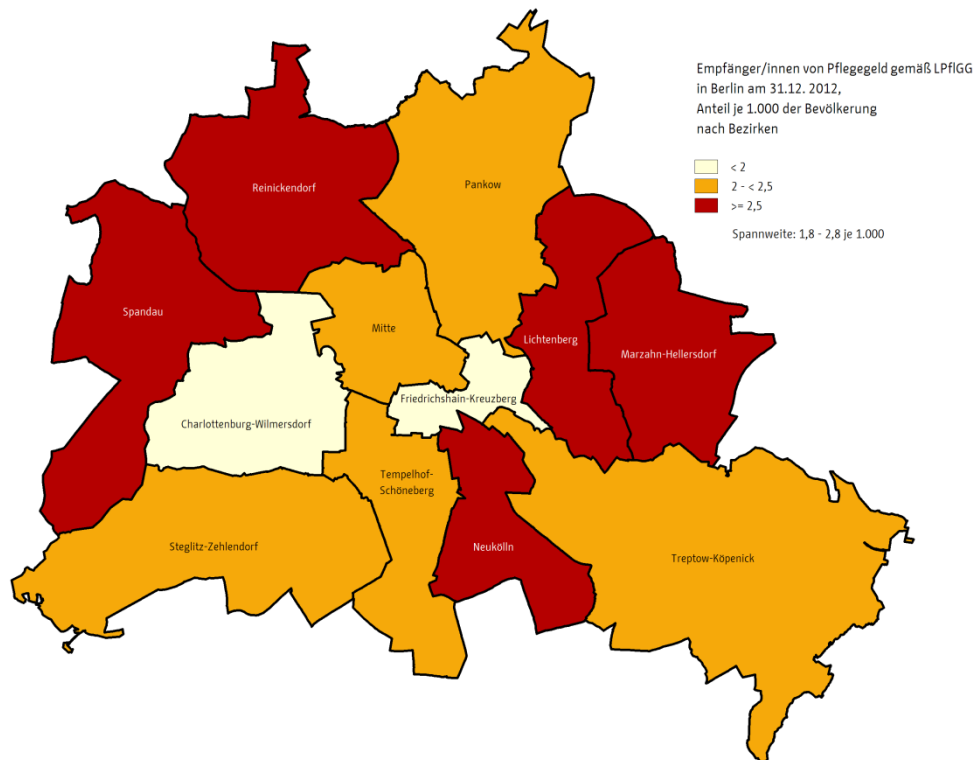 Empfänger/innen von Pflegegeld gemäß LPflGG
in Berlin am 31.12. 2012,
Anteil je 1.000 der Bevölkerung
nach Bezirken
< 2
2 - < 2,5
>= 2,5
Spannweite: 1,8 - 2,8 je 1.000
Reinickendorf
Pankow
Spandau
Mitte
Lichtenberg
Marzahn-Hellersdorf
Friedrichshain-Kreuzberg
Charlottenburg-Wilmersdorf
Tempelhof-
Schöneberg
Steglitz-Zehlendorf
Neukölln
Treptow-Köpenick